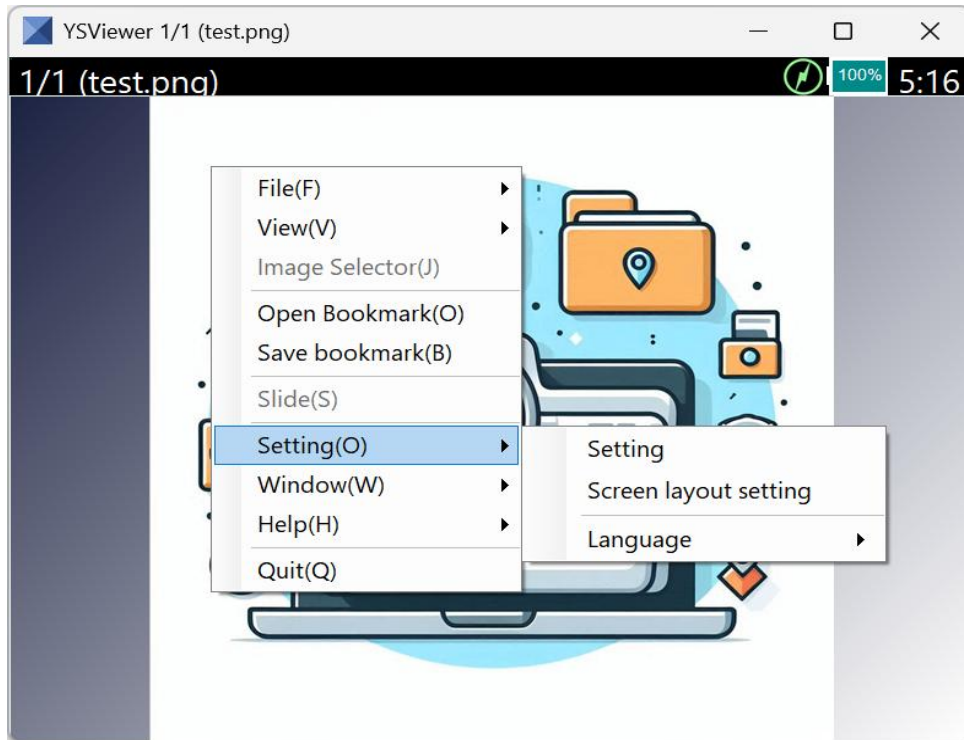 YSViewer 1/1 (test.png)
1/1 (test.png)
100%
5:16
File(F)
View(V)
Image Selector(J)
Open Bookmark(O)
Save bookmark(B)
Slide(S)
Setting(O)
Window(W)
Help(H)
Quit(Q)
Setting
Screen layout setting
Language